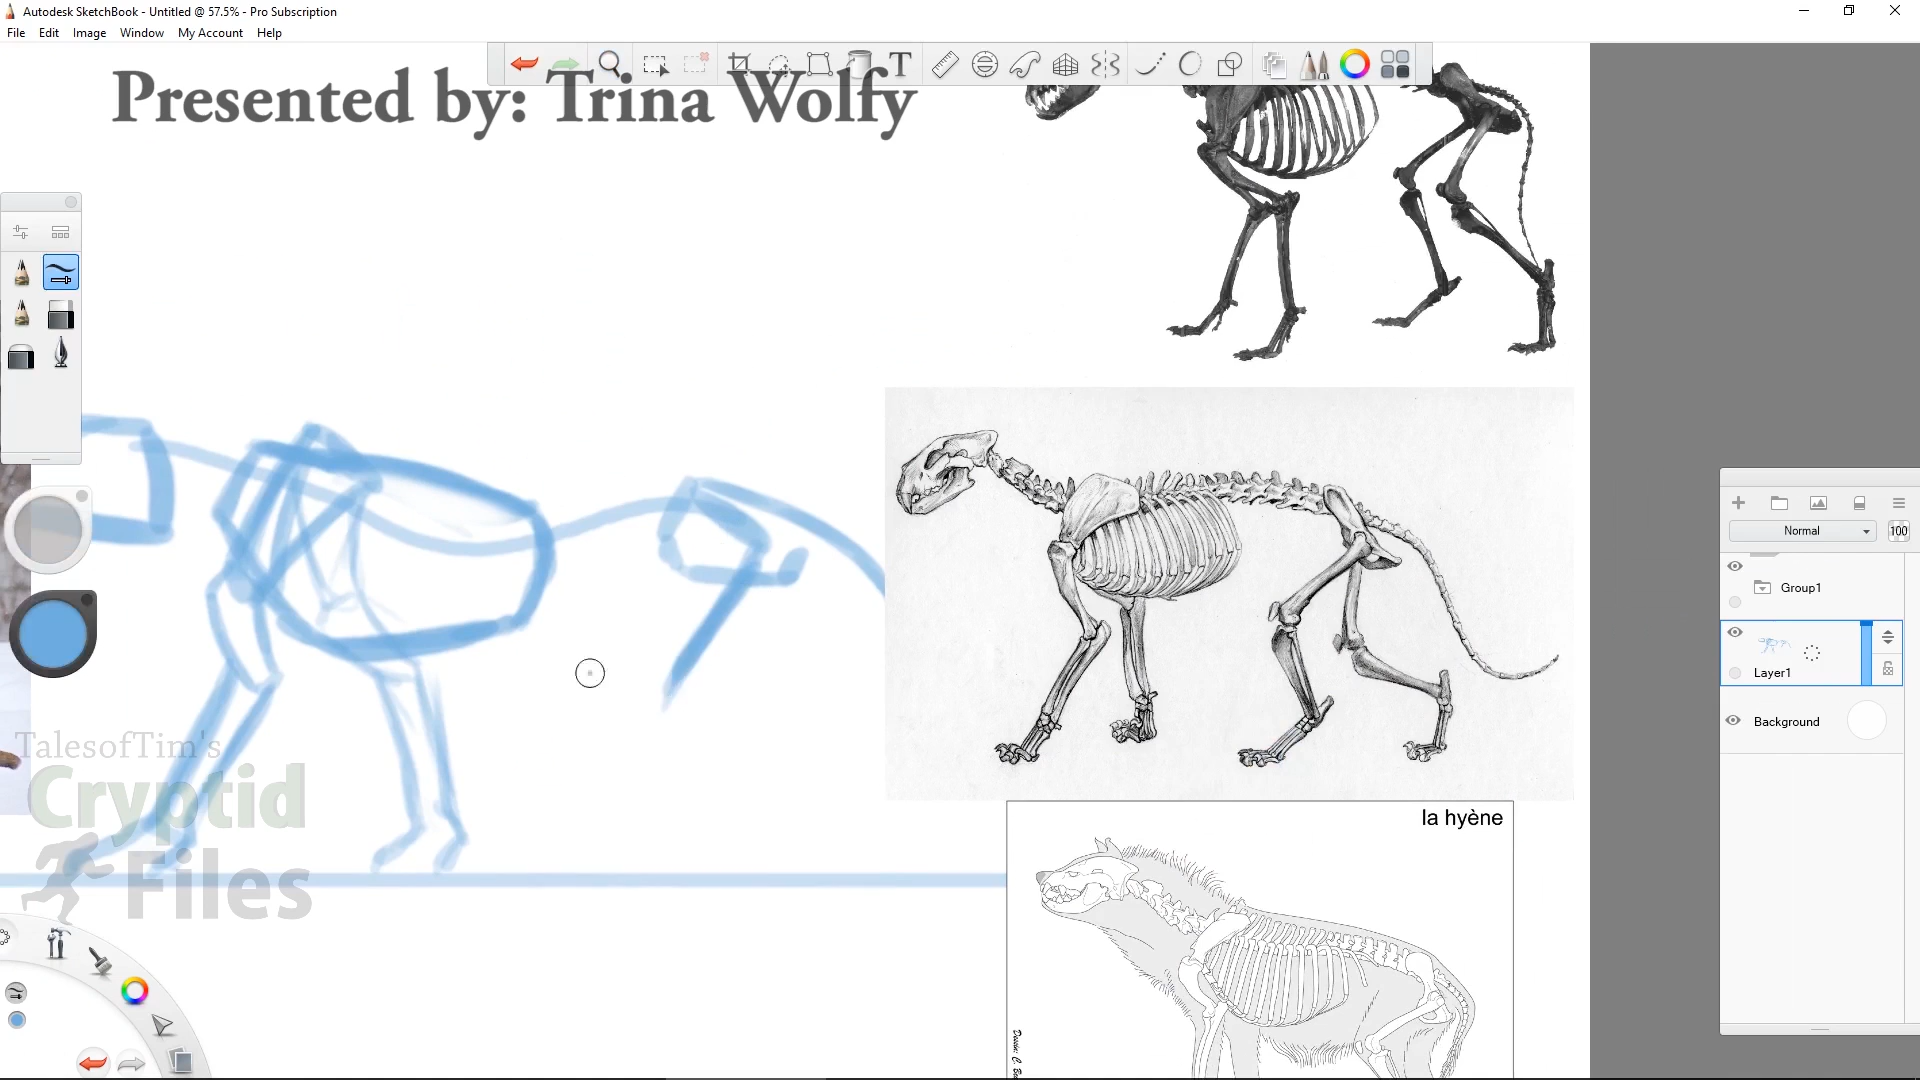 Autodesk SketchBook - Untitled @ 57.5% - Pro Subscription
File Edit Image Window My Account Help
Presented by: Trina Wolfy
T
Normal
100
Group1
Layer1
Background
TalesofTim's
Cryptid
Files
la hyène